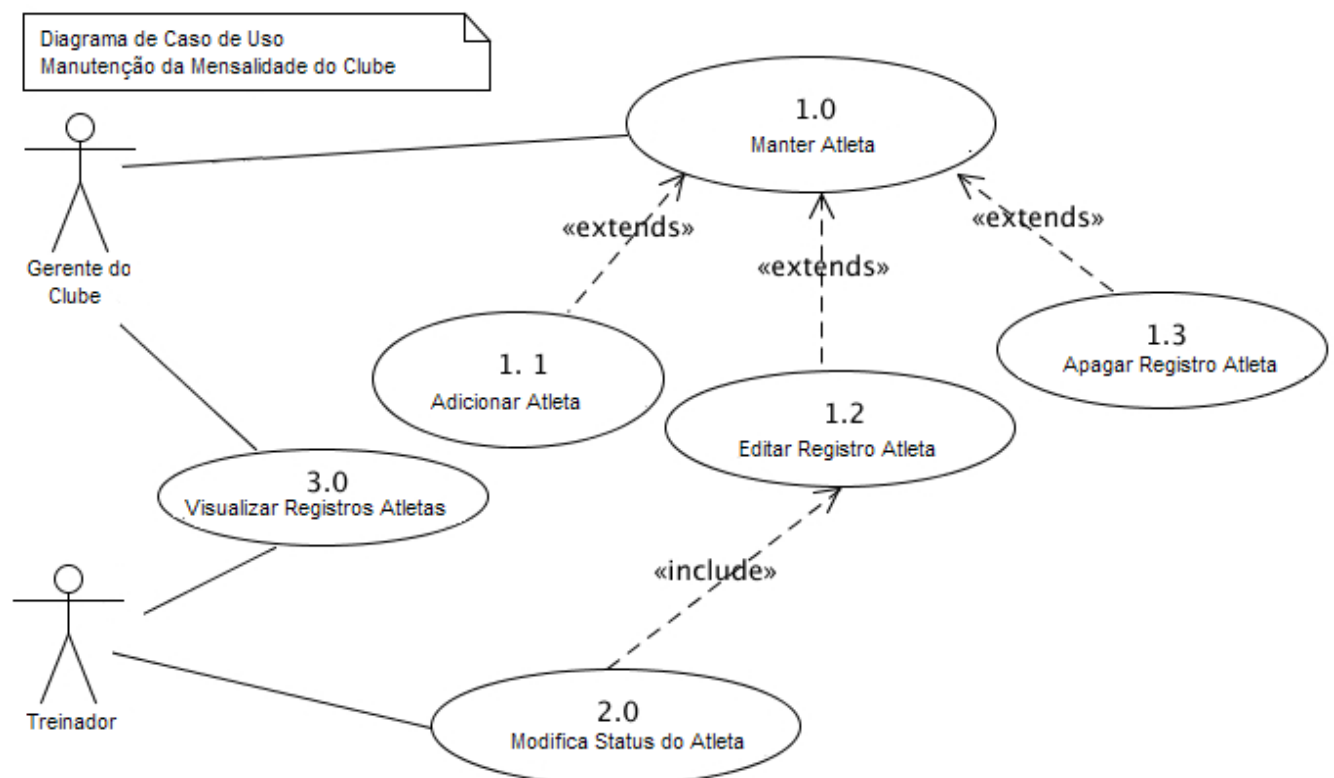 Diagrama de Caso de Uso
Manutenção da Mensalidade do Clube
1.0
Manter Atleta
«extends»
«extends»
«extends»
Gerente do
Clube
1. 1
Adicionar Atleta
1.2
Editar Registro Atleta
1.3
Apagar Registro Atleta
3.0
Visualizar Registros Atletas
«include»
Treinador
2.0
Modifica Status do Atleta